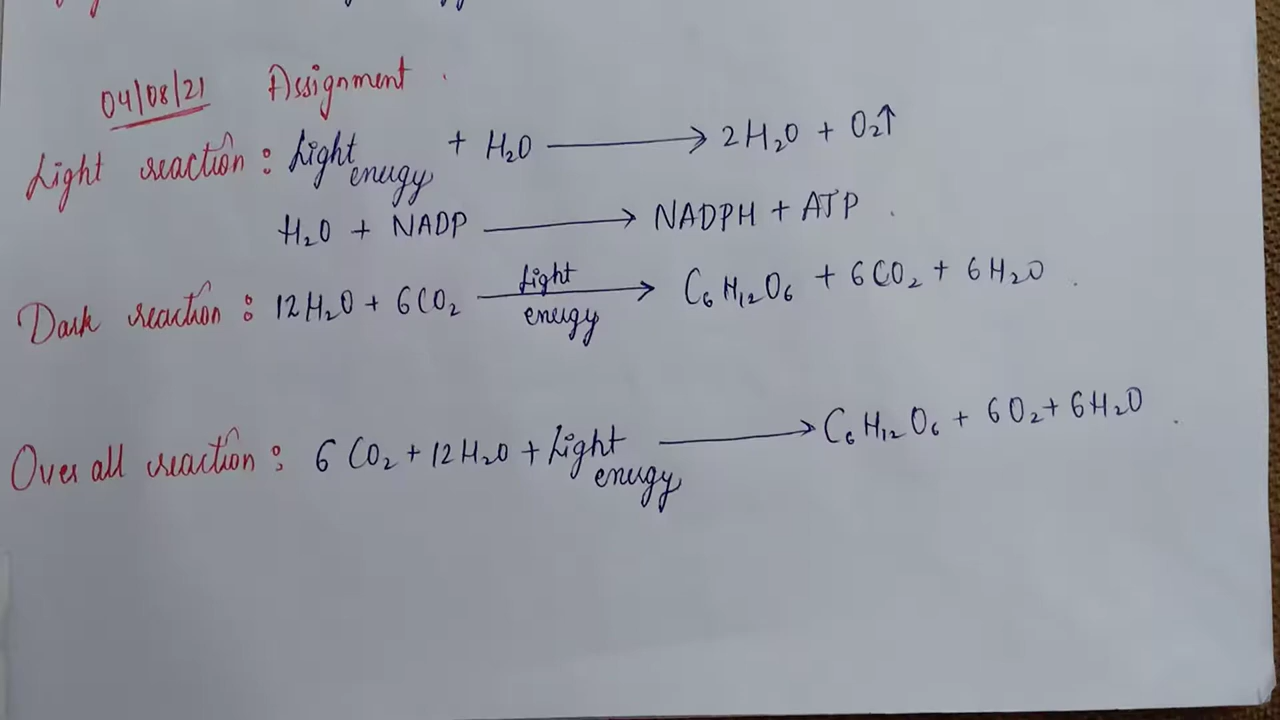 04/08/21 Assignment.
Light reaction: Light energy + H₂O ⟶ 2H₂O + O₂↑
H₂O + NADP ⟶ NADPH + ATP.
Dark reaction: 12H₂O + 6CO₂ —Light energy→ C₆H₁₂O₆ + 6CO₂ + 6H₂O.
Over all reaction: 6CO₂ + 12H₂O + Light energy ⟶ C₆H₁₂O₆ + 6O₂ + 6H₂O.